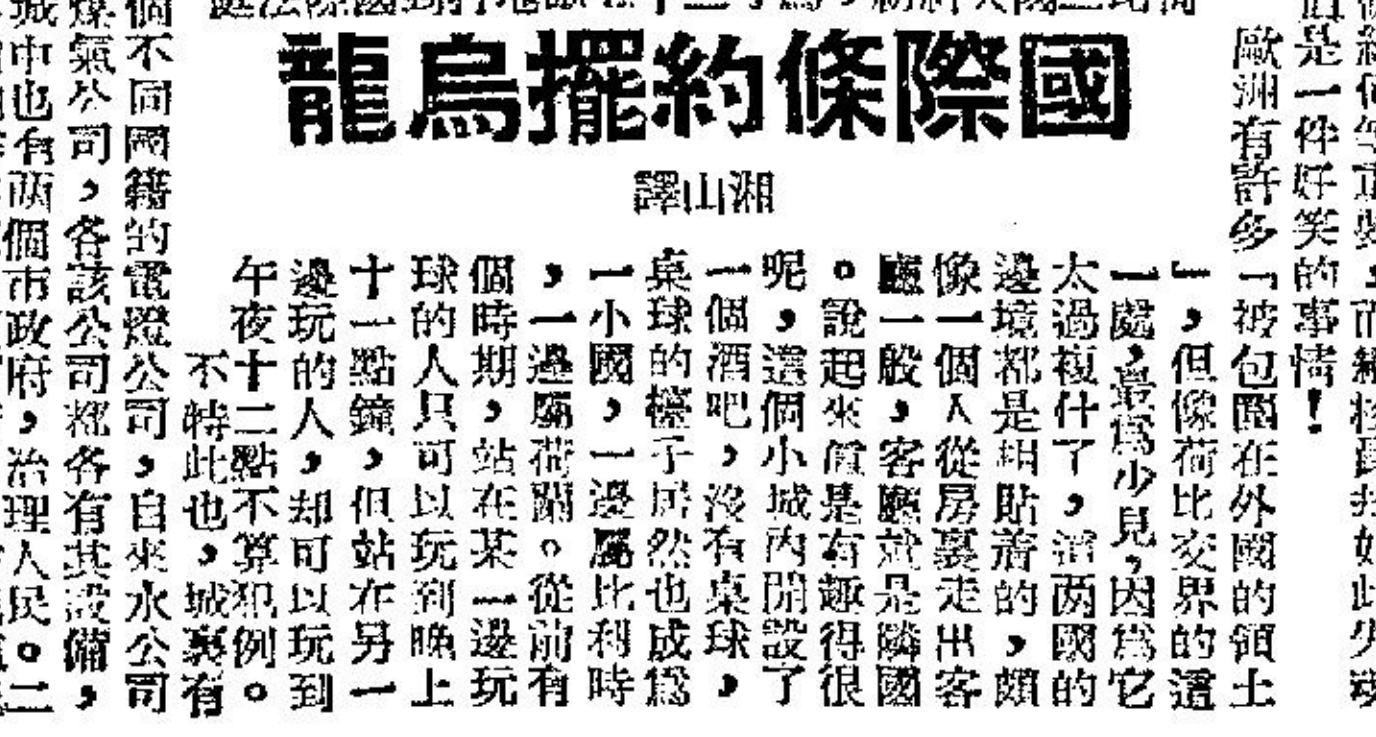 國際條約擺烏龍
湘山譯
是一件好笑的事情!
歐洲有許多「被包圍在外國的領土
」,但像荷比交界的這
一處,最爲少見,因爲它
太過複什了,這两國的
邊境都是相貼着的,頗
像一個人從房裏走出客
廳一般,客廳就是隣國
。說起來眞是有趣得很
呢,這個小城內開設了
一個酒吧,沒有桌球,
桌球的檯子居然也成爲
一小國,一邊屬比利時
,一邊屬荷蘭。從前有
個時期,站在某一邊玩
球的人只可以玩到晚上
十一點鐘,但站在另一
邊玩的人,却可以玩到
午夜十二點不算犯例。
不特此也,城裏有
個不同國籍的電燈公司,自來水公司
煤氣公司,各該公司都各有其設備,
城中也有两個市政府,治理人民。二